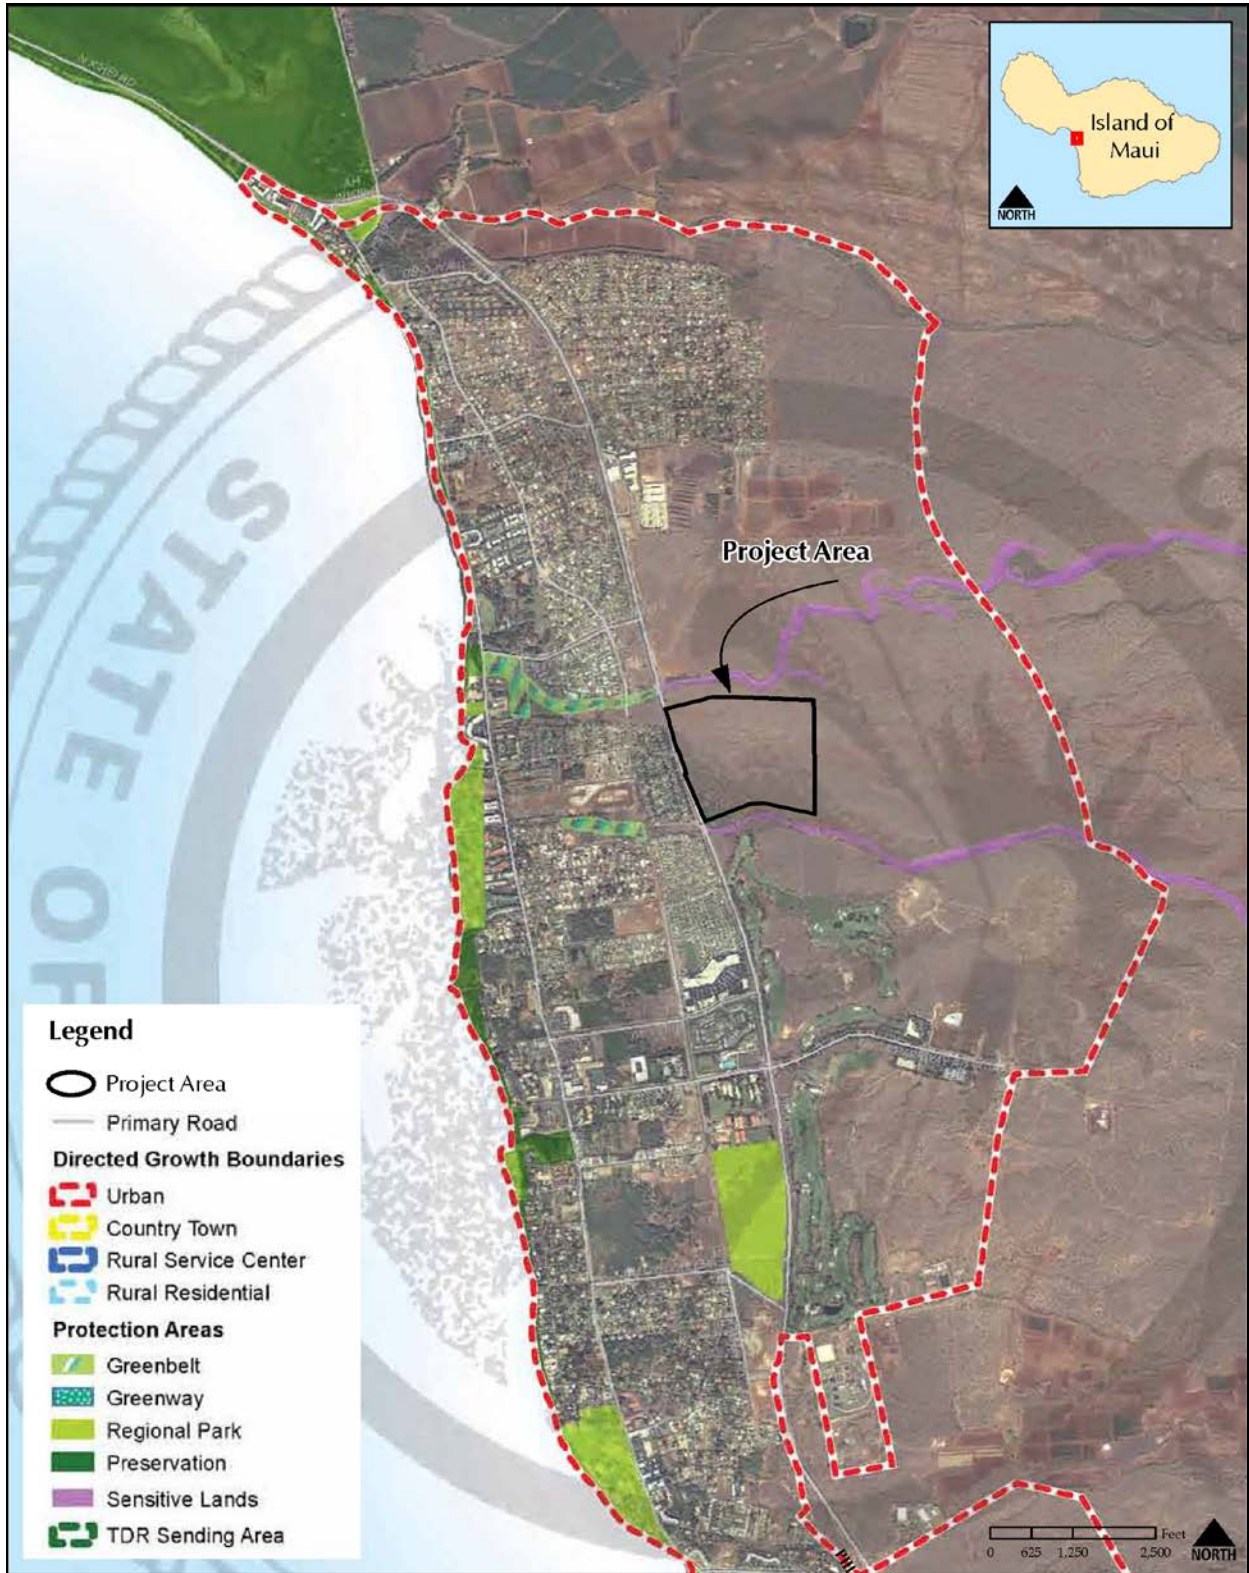 N KIHEI RD
Island of
Maui
NORTH
Project Area
STATE OF
Legend
Project Area
Primary Road
Directed Growth Boundaries
Urban
Country Town
Rural Service Center
Rural Residential
Protection Areas
Greenbelt
Greenway
Regional Park
Preservation
Sensitive Lands
TDR Sending Area
Feet
0 625 1,250 2,500
NORTH